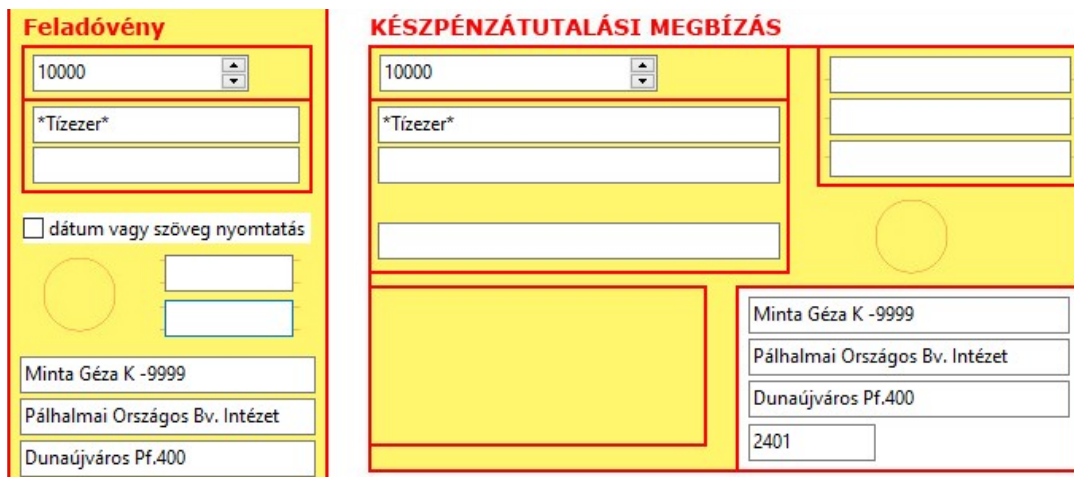 Feladóvény
10000
*Tízezer*
dátum vagy szöveg nyomtatás
Minta Géza K -9999
Pálhalmai Országos Bv. Intézet
Dunaújváros Pf.400
KÉSZPÉNZÁTUTALÁSI MEGBÍZÁS
10000
*Tízezer*
Minta Géza K -9999
Pálhalmai Országos Bv. Intézet
Dunaújváros Pf.400
2401